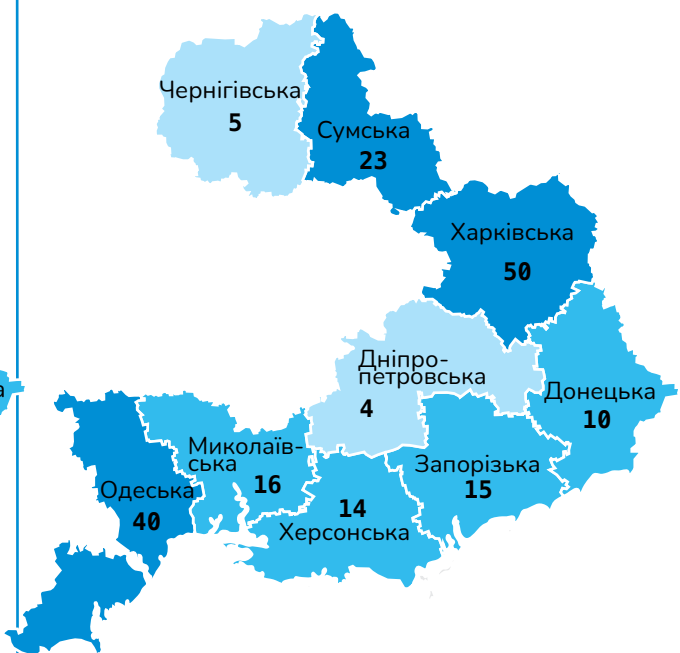 Чернігівська
5
Сумська
23
Харківська
50
Дніпро-
петровська
4
а
Донецька
10
Миколаїв-
ська
16
Запорізька
15
Одеська
40
14
Херсонська